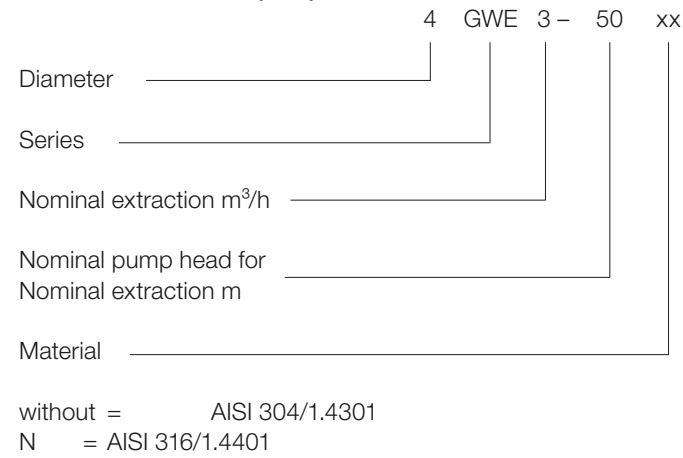 4 GWE 3 – 50 xx
Diameter
Series
Nominal extraction m³/h
Nominal pump head for
Nominal extraction m
Material
without = AISI 304/1.4301
N = AISI 316/1.4401